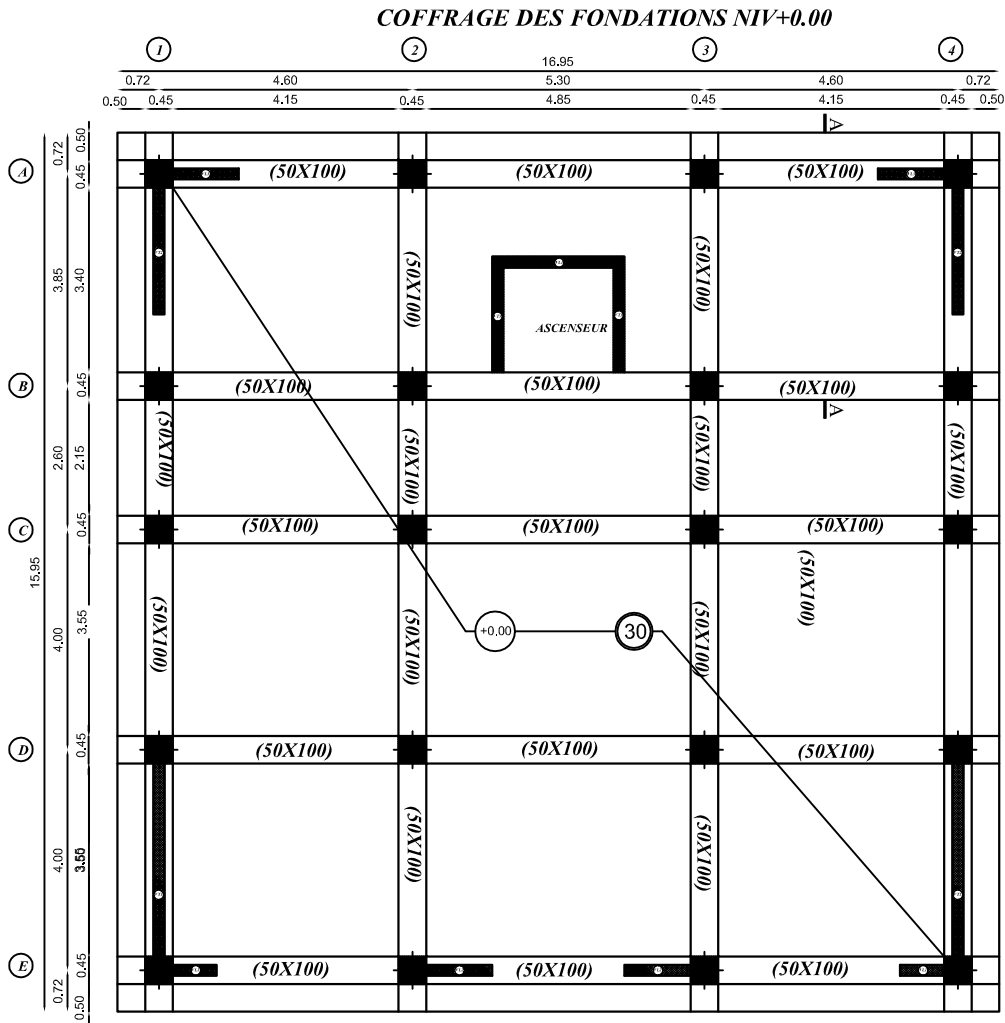 COFFRAGE DES FONDATIONS NIV+0.00
1 2 3 4
16.95
0.72 4.60 5.30 4.60 0.72
0.50 0.45 4.15 0.45 4.85 0.45 4.15 0.45 0.50
A
A
0.72
0.50
0.45
(50X100) (50X100) (50X100)
3.85
3.40
(50X100)
(50X100)
ASCENSEUR
B
0.45
(50X100) (50X100) (50X100)
A
2.60
2.15
(50X100)
(50X100)
(50X100)
(50X100)
C
0.45
(50X100) (50X100) (50X100)
15.95
(50X100)
4.00
3.55
(50X100)
(50X100)
(50X100)
+0.00
30
D
0.45
(50X100) (50X100) (50X100)
4.00
(50X100)
(50X100)
E
0.45
(50X100) (50X100) (50X100)
0.72
0.50